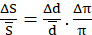 ΔS/S̅ = Δd/d̅ . Δπ/π